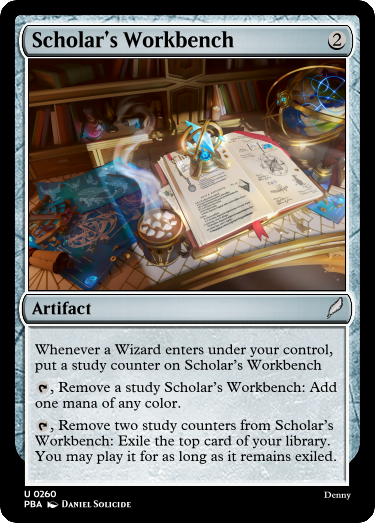 Scholar's Workbench 2
Artifact
Whenever a Wizard enters under your control,
put a study counter on Scholar's Workbench
, Remove a study Scholar's Workbench: Add
one mana of any color.
, Remove two study counters from Scholar's
Workbench: Exile the top card of your library.
You may play it for as long as it remains exiled.
U 0260
Denny
PBA DANIEL SOLICIDE